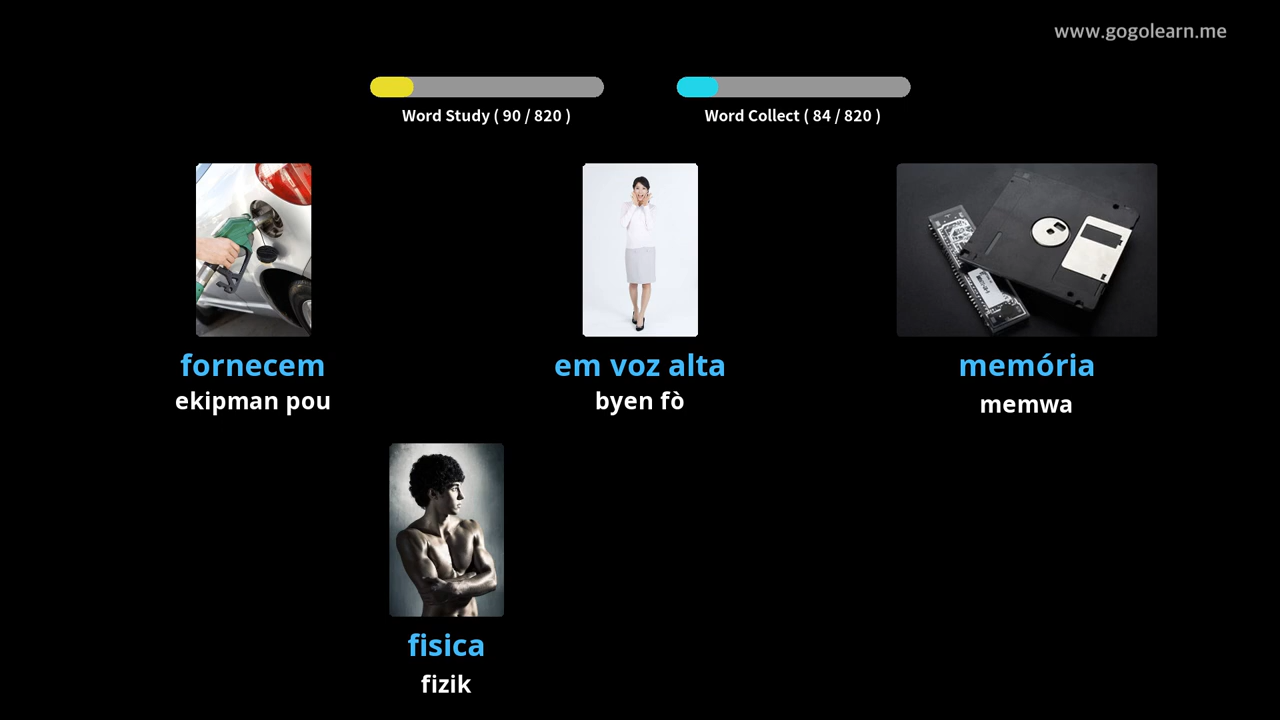 www.gogolearn.me
Word Study ( 90 / 820 )
Word Collect ( 84 / 820 )
fornecem
ekipman pou
em voz alta
byen fò
memória
memwa
fisica
fizik